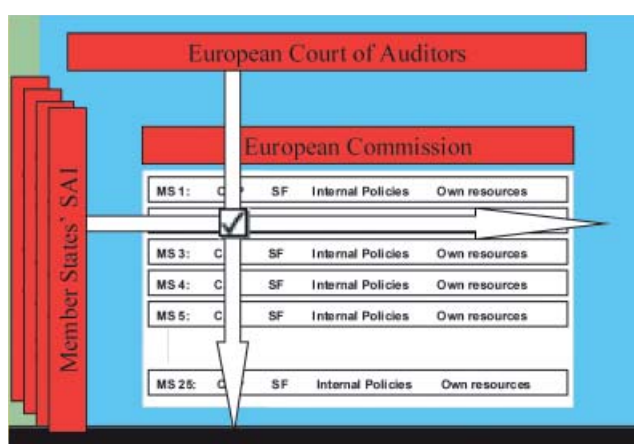 European Court of Auditors
European Commission
Member States' SAI
MS 1: SF Internal Policies Own resources
MS 3: SF Internal Policies Own resources
MS 4: SF Internal Policies Own resources
MS 5: SF Internal Policies Own resources
MS 25: SF Internal Policies Own resources